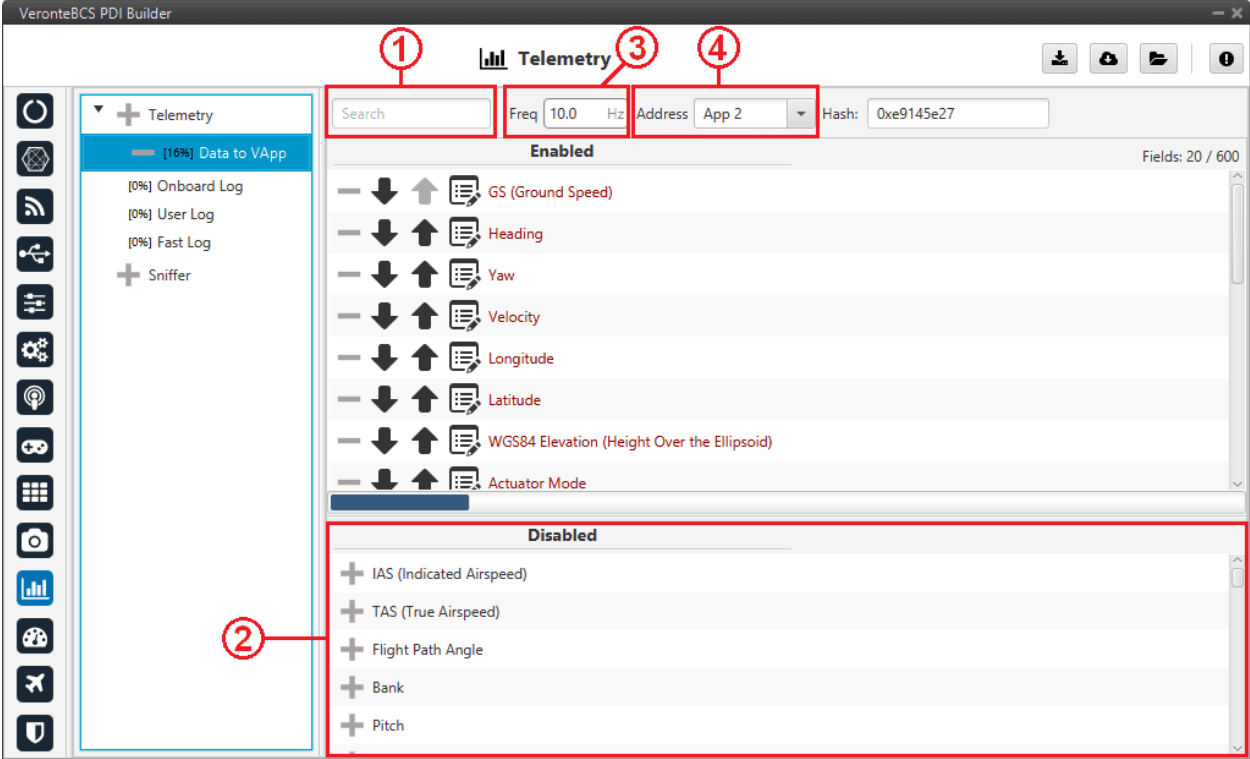 VeronteBCS PDI Builder
1
3
4
Telemetry
Telemetry
[16%] Data to VApp
[0%] Onboard Log
[0%] User Log
[0%] Fast Log
Sniffer
Search
Freq 10.0 Hz Address App 2 Hash: 0xe9145e27
Enabled
Fields: 20 / 600
GS (Ground Speed)
Heading
Yaw
Velocity
Longitude
Latitude
WGS84 Elevation (Height Over the Ellipsoid)
Actuator Mode
2
Disabled
IAS (Indicated Airspeed)
TAS (True Airspeed)
Flight Path Angle
Bank
Pitch